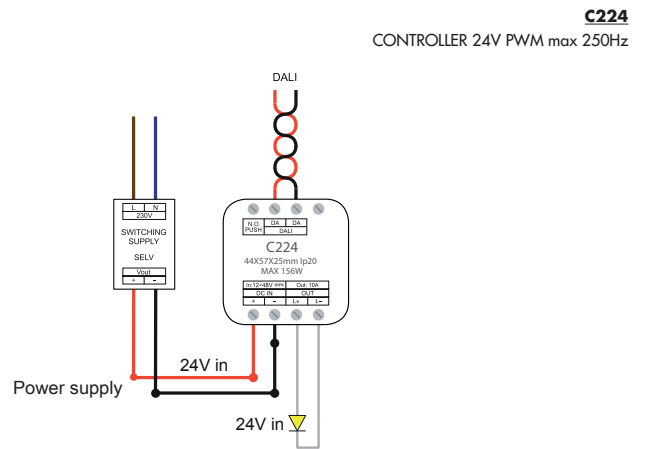 C224
CONTROLLER 24V PWM max 250Hz
DALI
L N
230V
SWITCHING
SUPPLY
SELV
Vout
+ –
N.O. DA DA
PUSH DALI
C224
44X57X25mm Ip20
MAX 156W
In:12÷48V Out: 10A
DC IN OUT
+ – L+ L–
24V in
Power supply
24V in